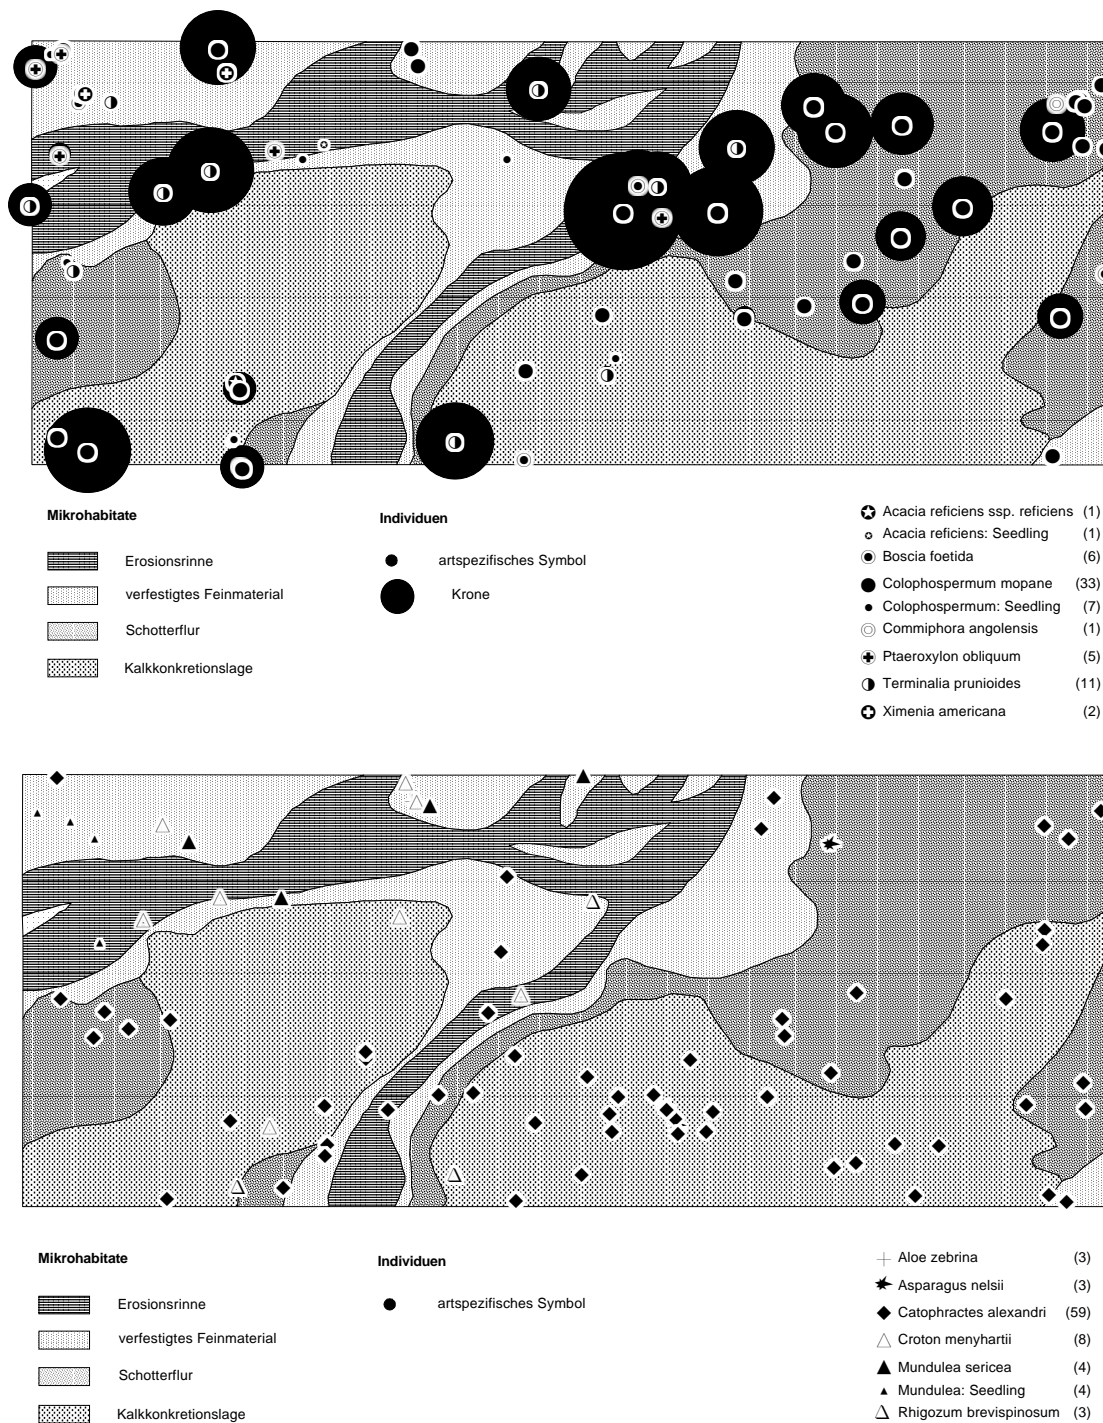 Mikrohabitate
Erosionsrinne
verfestigtes Feinmaterial
Schotterflur
Kalkkonkretionslage
Individuen
artspezifisches Symbol
Krone
Acacia reficiens ssp. reficiens (1)
Acacia reficiens: Seedling (1)
Boscia foetida (6)
Colophospermum mopane (33)
Colophospermum: Seedling (7)
Commiphora angolensis (1)
Ptaeroxylon obliquum (5)
Terminalia prunioides (11)
Ximenia americana (2)
Mikrohabitate
Erosionsrinne
verfestigtes Feinmaterial
Schotterflur
Kalkkonkretionslage
Individuen
artspezifisches Symbol
Aloe zebrina (3)
Asparagus nelsii (3)
Catophractes alexandri (59)
Croton menyhartii (8)
Mundulea sericea (4)
Mundulea: Seedling (4)
Rhigozum brevispinosum (3)